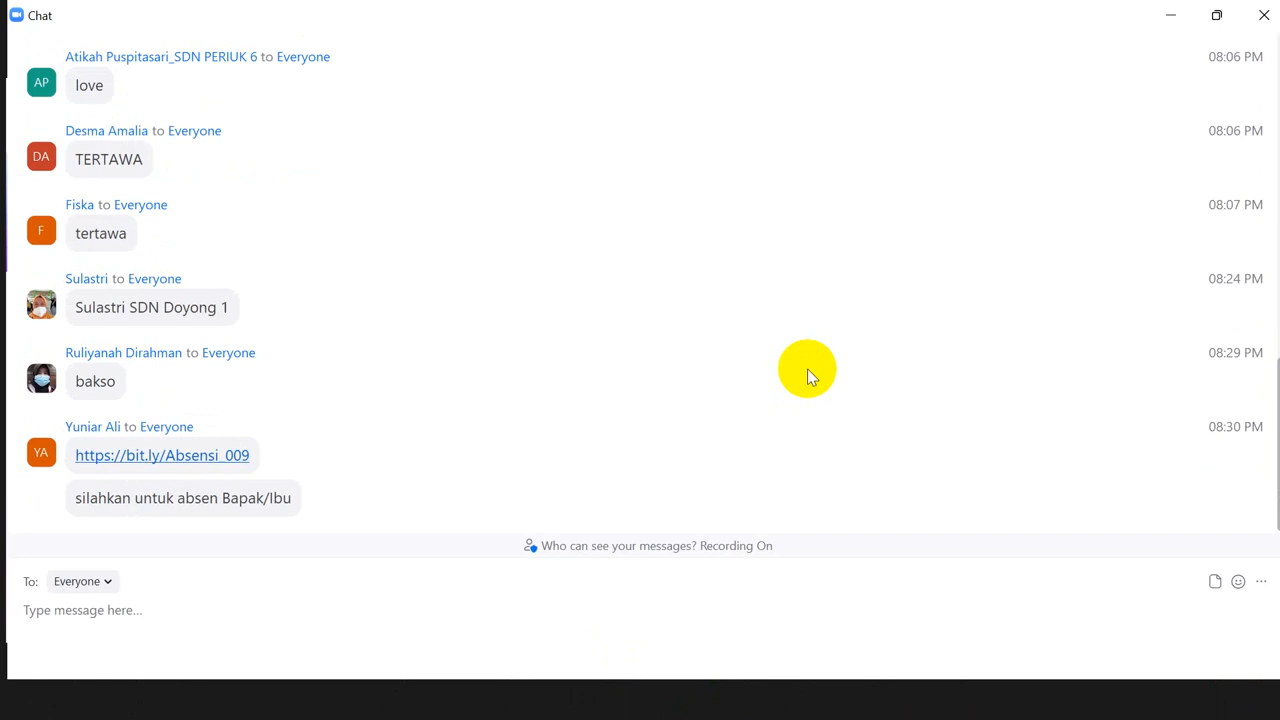 Chat
Atikah Puspitasari_SDN PERIUK 6 to Everyone 08:06 PM
AP
love
Desma Amalia to Everyone 08:06 PM
DA
TERTAWA
Fiska to Everyone 08:07 PM
F
tertawa
Sulastri to Everyone 08:24 PM
Sulastri SDN Doyong 1
Ruliyanah Dirahman to Everyone 08:29 PM
bakso
Yuniar Ali to Everyone 08:30 PM
YA
https://bit.ly/Absensi_009
silahkan untuk absen Bapak/Ibu
Who can see your messages? Recording On
To: Everyone
Type message here...